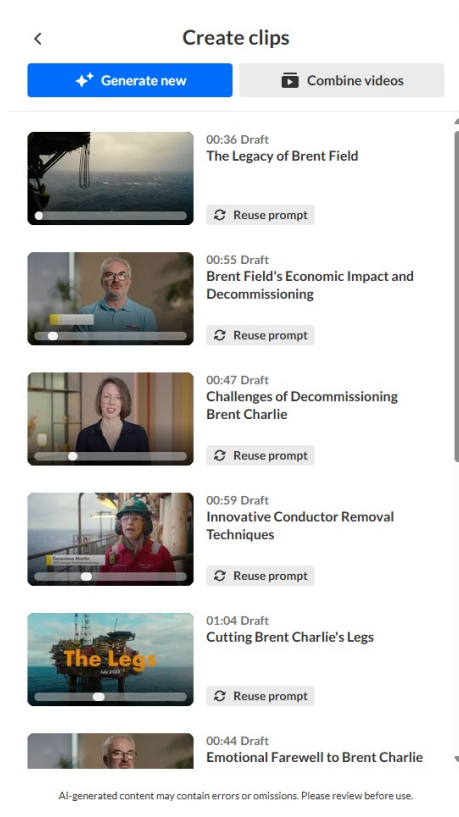 Create clips
Generate new
Combine videos
00:36 Draft
The Legacy of Brent Field
Reuse prompt
00:55 Draft
Brent Field's Economic Impact and
Decommissioning
Reuse prompt
00:47 Draft
Challenges of Decommissioning
Brent Charlie
Reuse prompt
00:59 Draft
Innovative Conductor Removal
Techniques
Reuse prompt
01:04 Draft
Cutting Brent Charlie's Legs
The Legs
July 2023
Reuse prompt
00:44 Draft
Emotional Farewell to Brent Charlie
AI-generated content may contain errors or omissions. Please review before use.